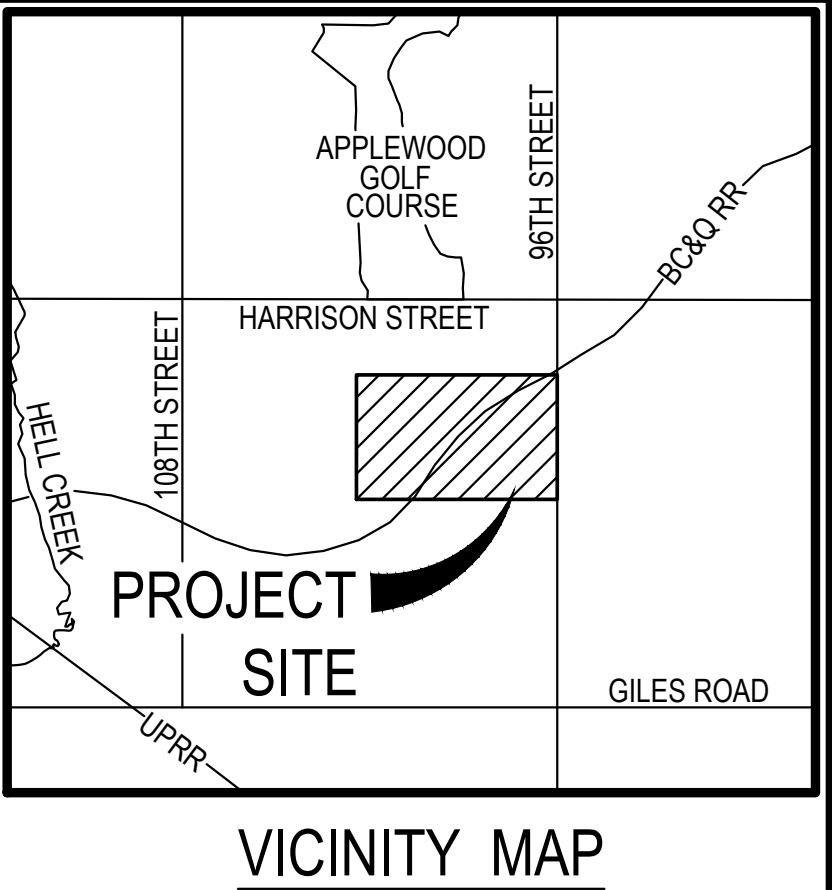 APPLEWOOD
GOLF
COURSE
96TH STREET
BC&Q RR
HARRISON STREET
108TH STREET
HELL CREEK
PROJECT
SITE
GILES ROAD
UPRR
VICINITY MAP